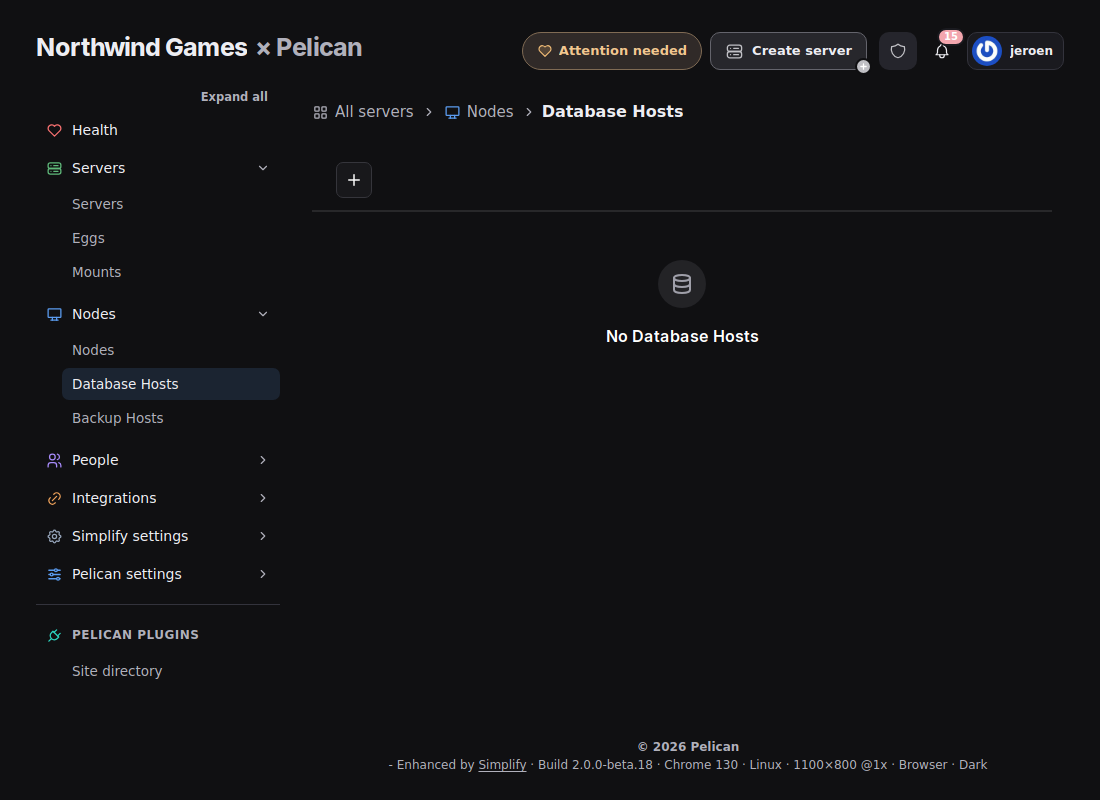 Northwind Games × Pelican
Attention needed
Create server
15
jeroen
Expand all
Health
Servers
Servers
Eggs
Mounts
Nodes
Nodes
Database Hosts
Backup Hosts
People
Integrations
Simplify settings
Pelican settings
PELICAN PLUGINS
Site directory
All servers > Nodes > Database Hosts
No Database Hosts
© 2026 Pelican
- Enhanced by Simplify · Build 2.0.0-beta.18 · Chrome 130 · Linux · 1100×800 @1x · Browser · Dark